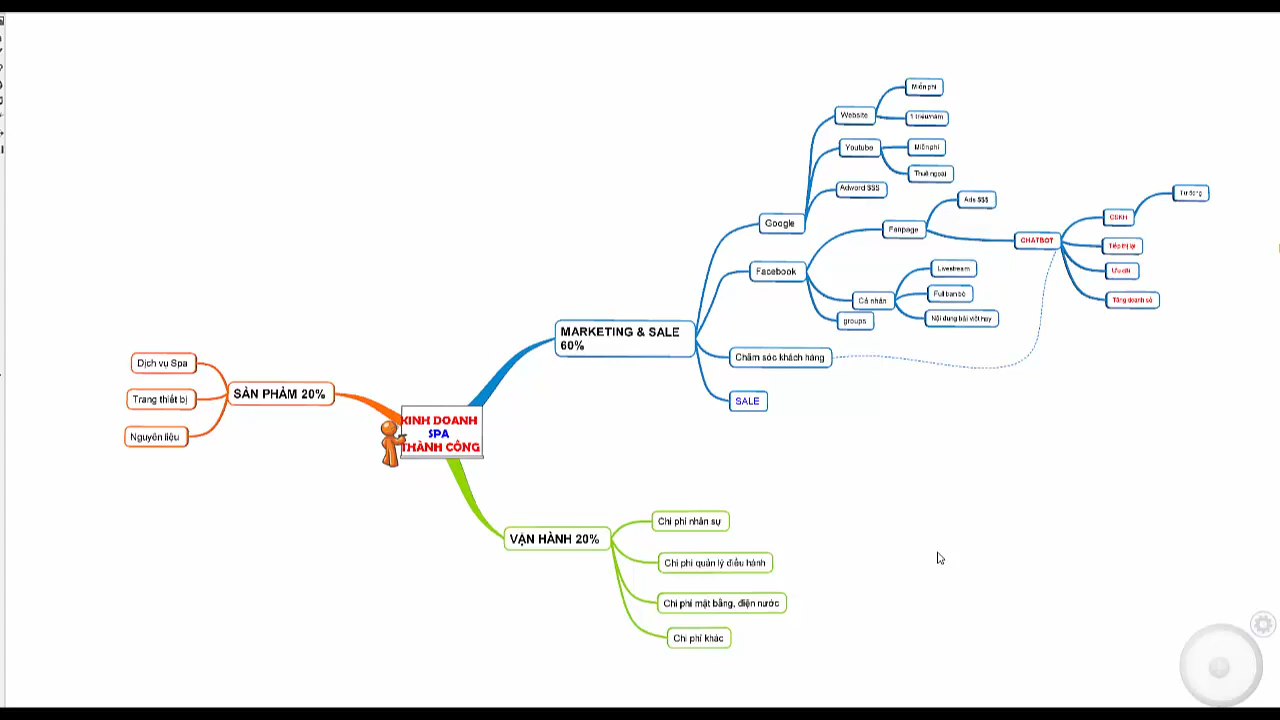 Miễn phí
Website
1 triệu/năm
Youtube
Miễn phí
Thuê ngoài
Adword $$$
Google
Facebook
Fanpage
Ads $$$
CHATBOT
CSKH
Tự động
Tiếp thị lại
Ưu đãi
Tăng doanh số
Cá nhân
Livestream
Full bạn bè
Nội dung bài viết hay
groups
MARKETING & SALE
60%
Chăm sóc khách hàng
SALE
Dịch vụ Spa
Trang thiết bị
Nguyên liệu
SẢN PHẨM 20%
KINH DOANH
SPA
THÀNH CÔNG
VẬN HÀNH 20%
Chi phí nhân sự
Chi phí quản lý điều hành
Chi phí mặt bằng, điện nước
Chi phí khác